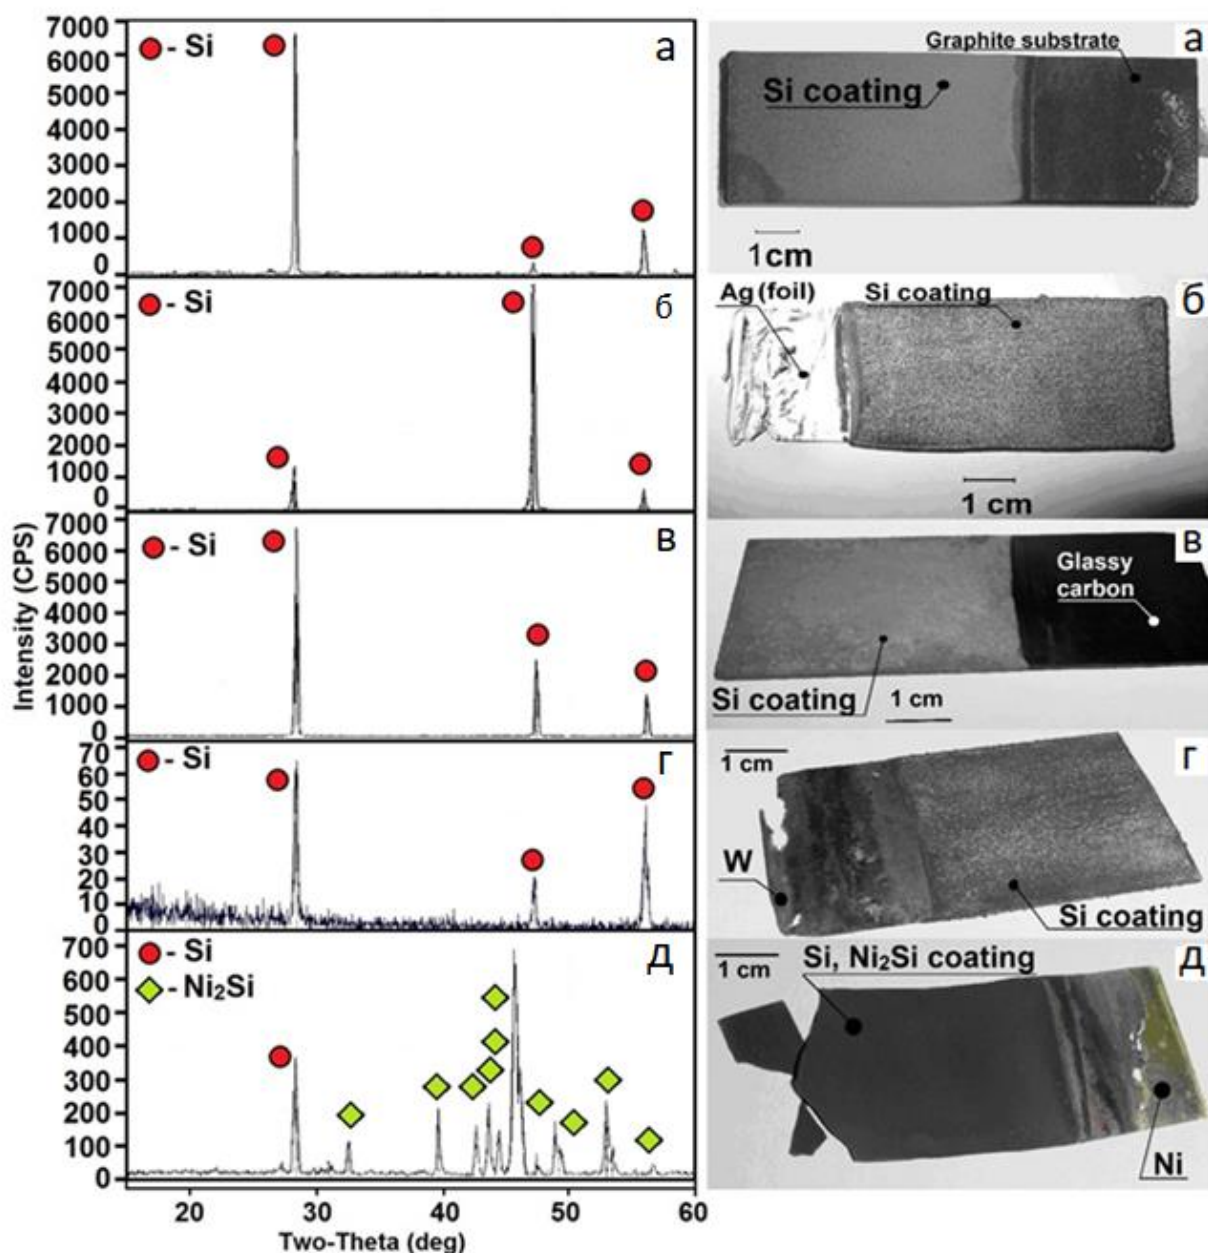 7000
6000
5000
4000
3000
2000
1000
0
- Si
а
7000
6000
5000
4000
3000
2000
1000
0
- Si
б
7000
6000
5000
4000
3000
2000
1000
0
- Si
в
70
60
50
40
30
20
10
0
- Si
г
700
600
500
400
300
200
100
0
- Si
- Ni₂Si
д
20 30 40 50 60
Two-Theta (deg)
Intensity (CPS)
Graphite substrate
а
Si coating
1cm
Ag (foil)
Si coating
б
1 cm
в
Glassy
carbon
Si coating
1 cm
1 cm
г
W
Si coating
1 cm
Si, Ni₂Si coating
д
Ni